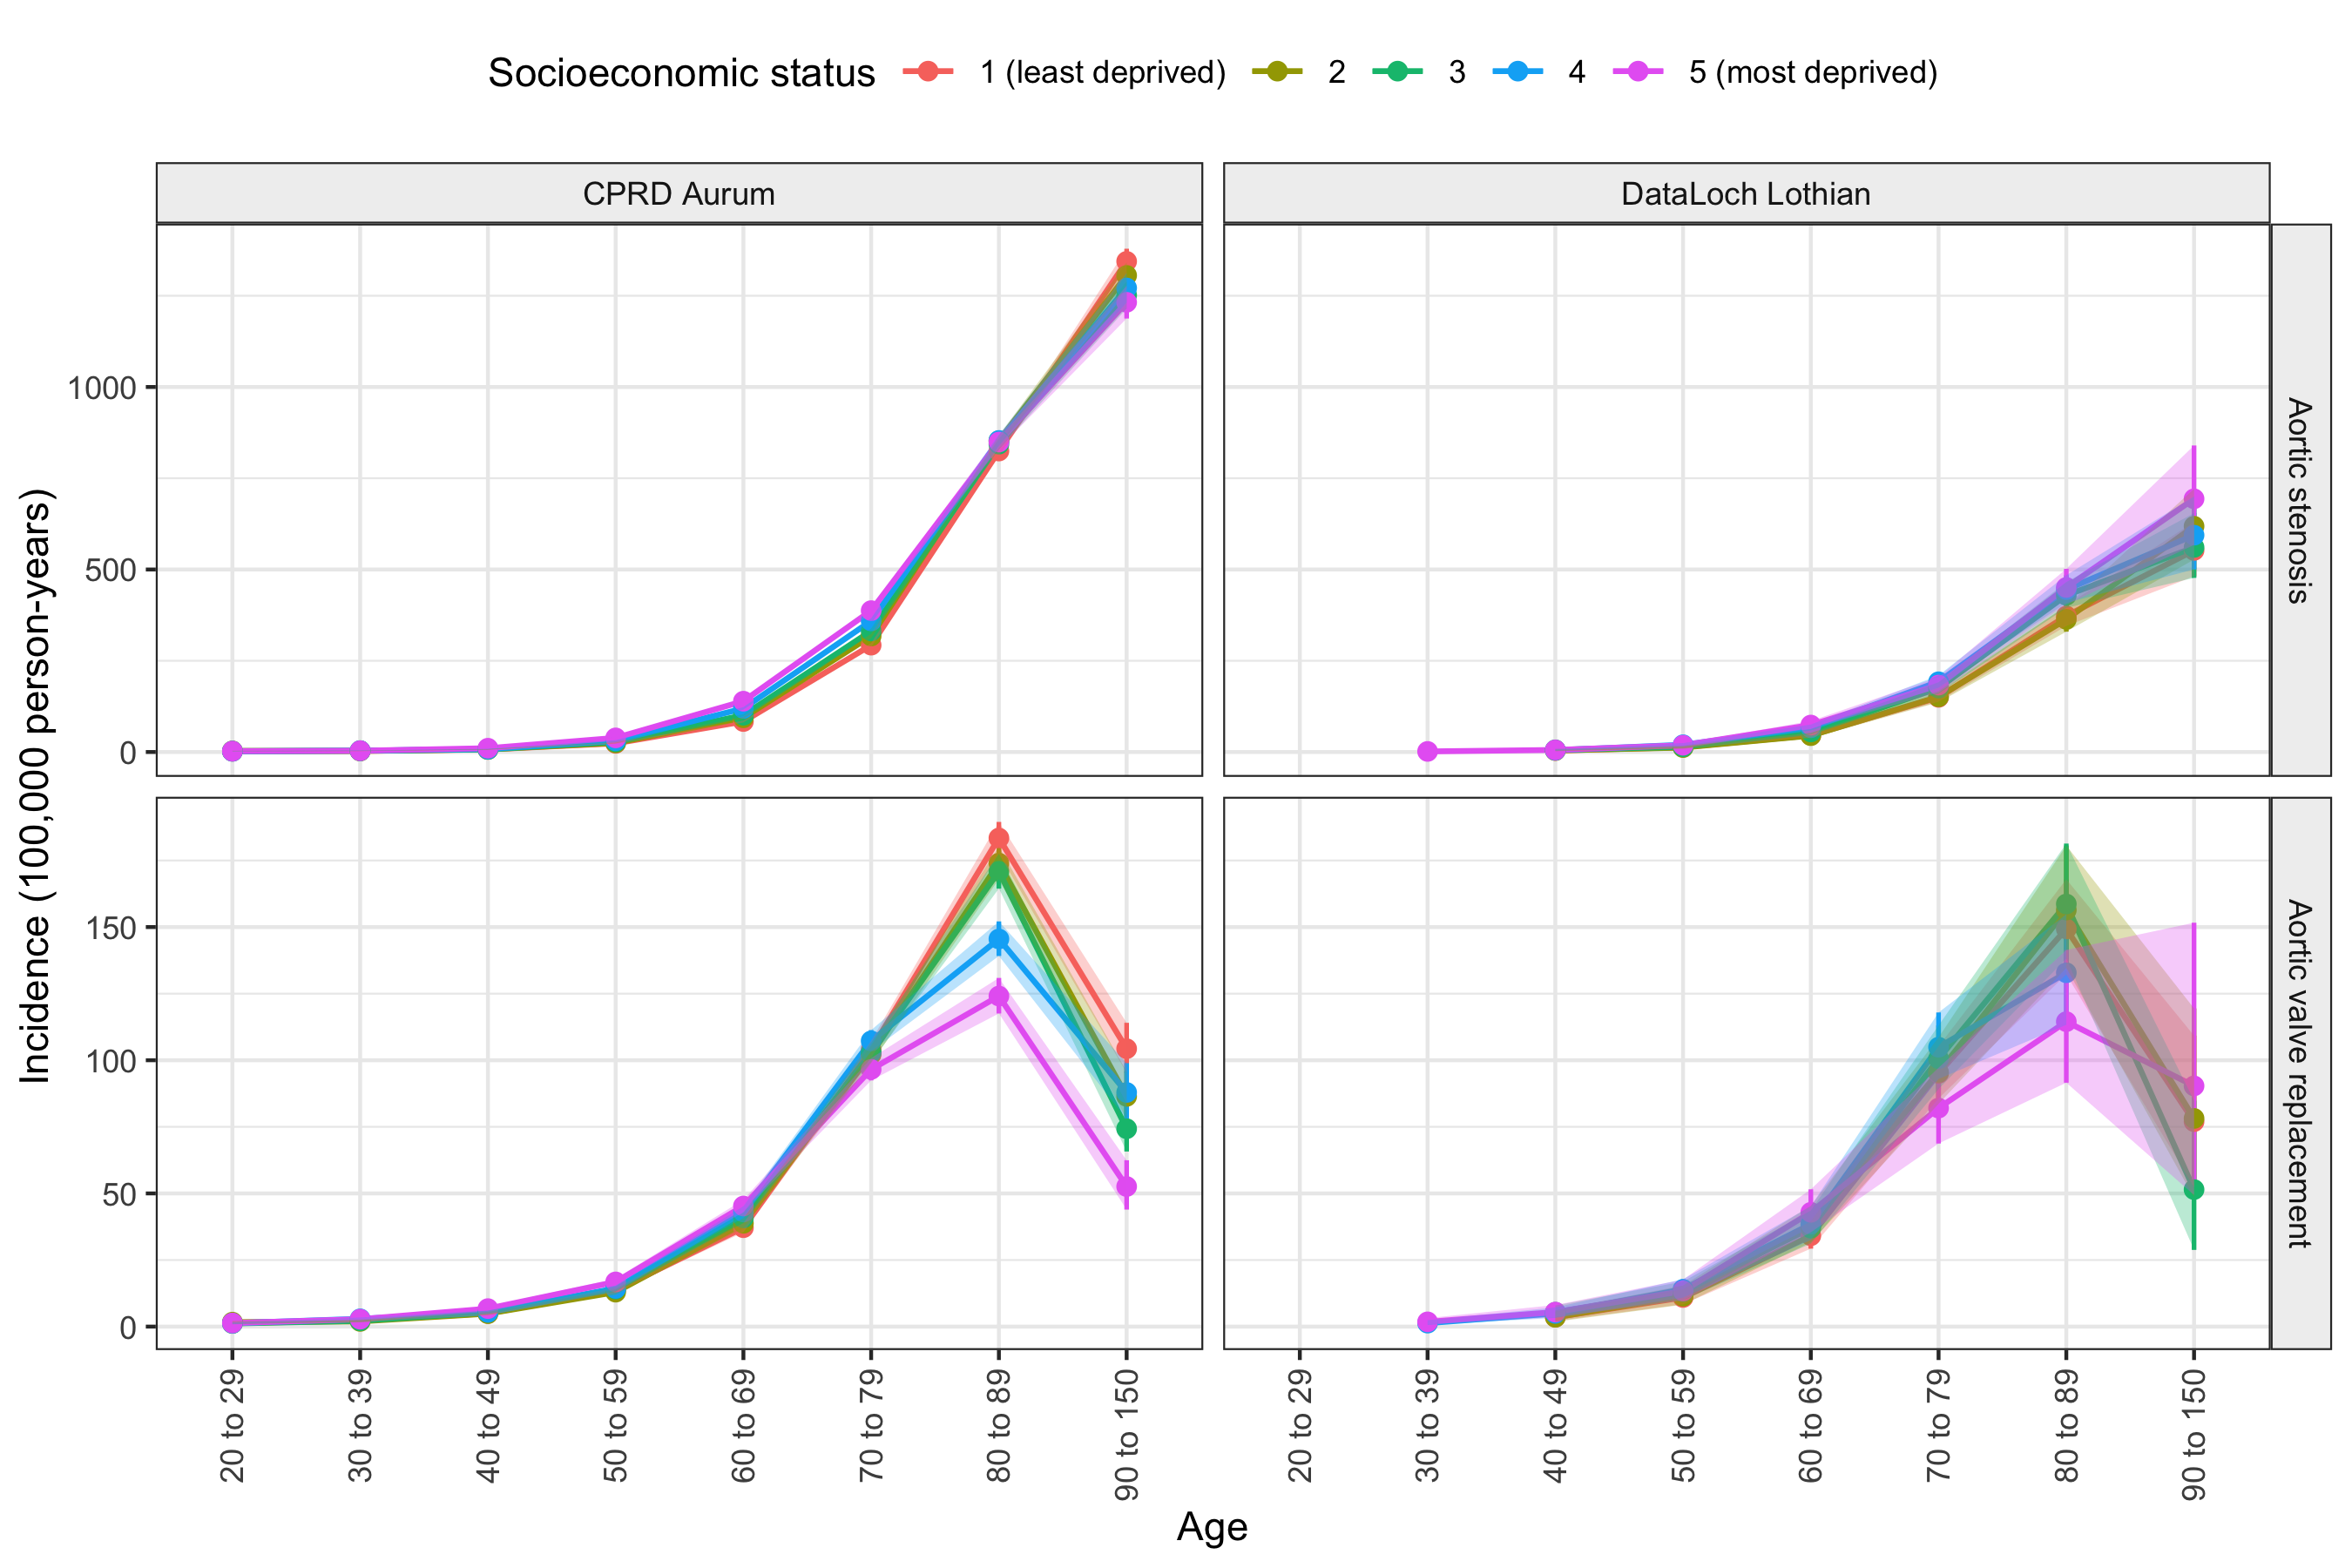 Socioeconomic status 1 (least deprived) 2 3 4 5 (most deprived)
CPRD Aurum
DataLoch Lothian
Incidence (100,000 person-years)
1000
500
0
Aortic stenosis
150
100
50
0
Aortic valve replacement
20 to 29
30 to 39
40 to 49
50 to 59
60 to 69
70 to 79
80 to 89
90 to 150
20 to 29
30 to 39
40 to 49
50 to 59
60 to 69
70 to 79
80 to 89
90 to 150
Age